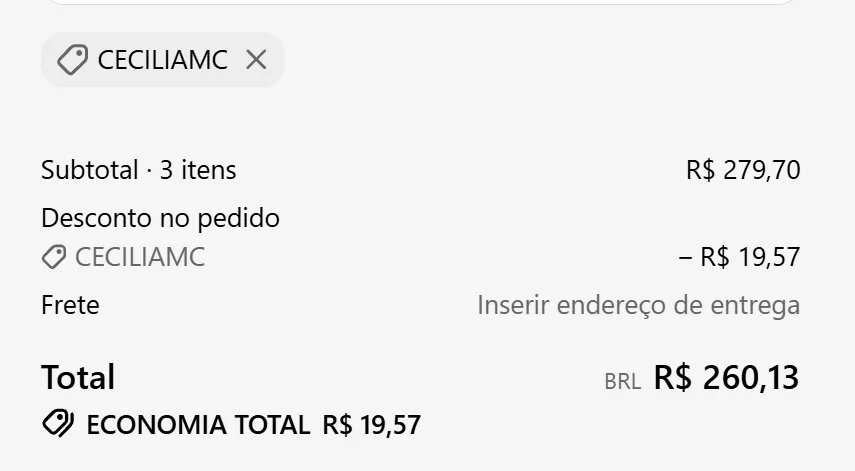 CECILIAMC
Subtotal · 3 itens R$ 279,70
Desconto no pedido
CECILIAMC – R$ 19,57
Frete Inserir endereço de entrega
Total BRL R$ 260,13
ECONOMIA TOTAL R$ 19,57